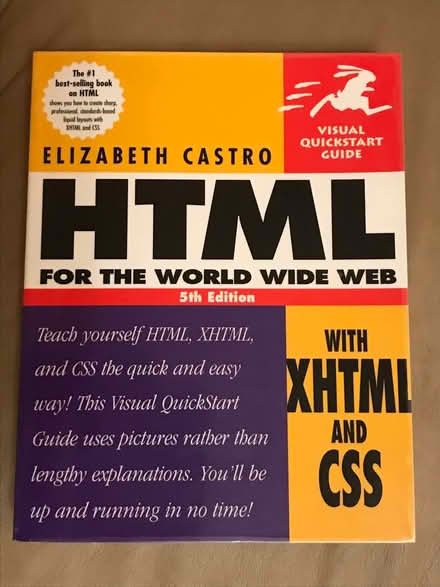 The #1
best-selling book
on HTML
shows you how to create sharp,
professional, standards-based
liquid layouts with
XHTML and CSS
VISUAL
QUICKSTART
GUIDE
ELIZABETH CASTRO
HTML
FOR THE WORLD WIDE WEB
5th Edition
Teach yourself HTML, XHTML,
and CSS the quick and easy
way! This Visual QuickStart
Guide uses pictures rather than
lengthy explanations. You'll be
up and running in no time!
WITH
XHTML
AND
CSS